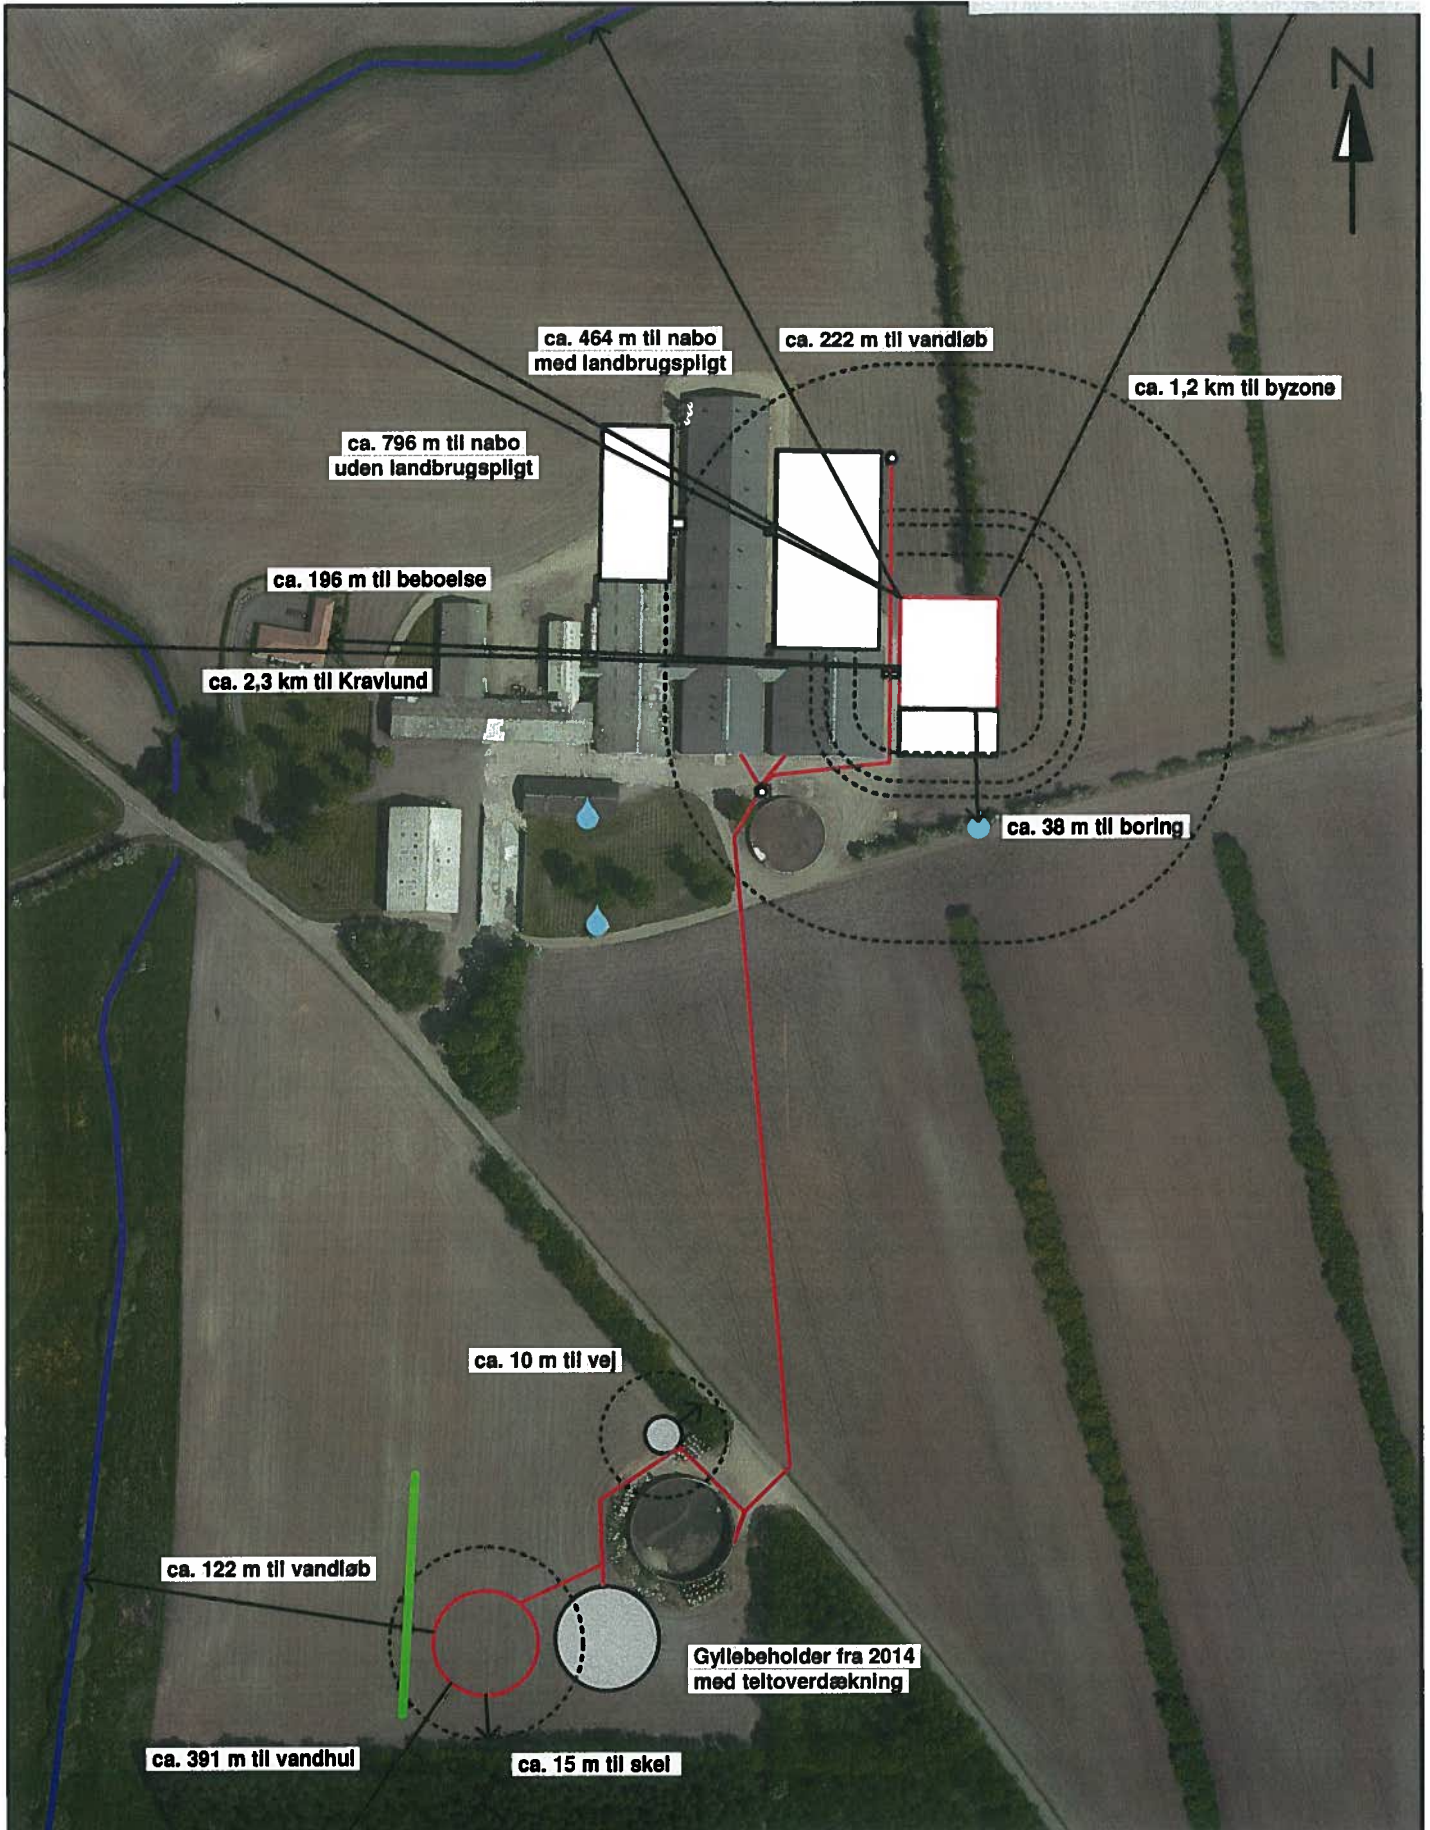 N
ca. 464 m til nabo
med landbrugspligt
ca. 222 m til vandløb
ca. 1,2 km til byzone
ca. 796 m til nabo
uden landbrugspligt
ca. 196 m til beboelse
ca. 2,3 km til Kravlund
ca. 38 m til boring
ca. 10 m til vej
ca. 122 m til vandløb
Gyllebeholder fra 2014
med teltoverdækning
ca. 391 m til vandhul
ca. 15 m til skel